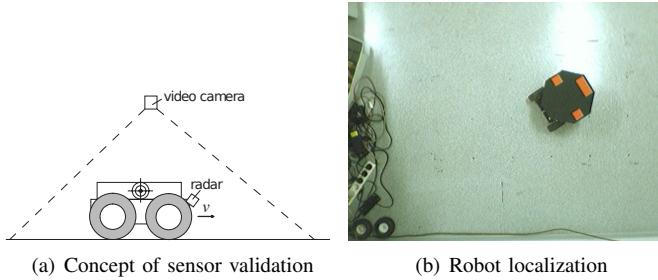 video camera
radar
v
(a) Concept of sensor validation
(b) Robot localization